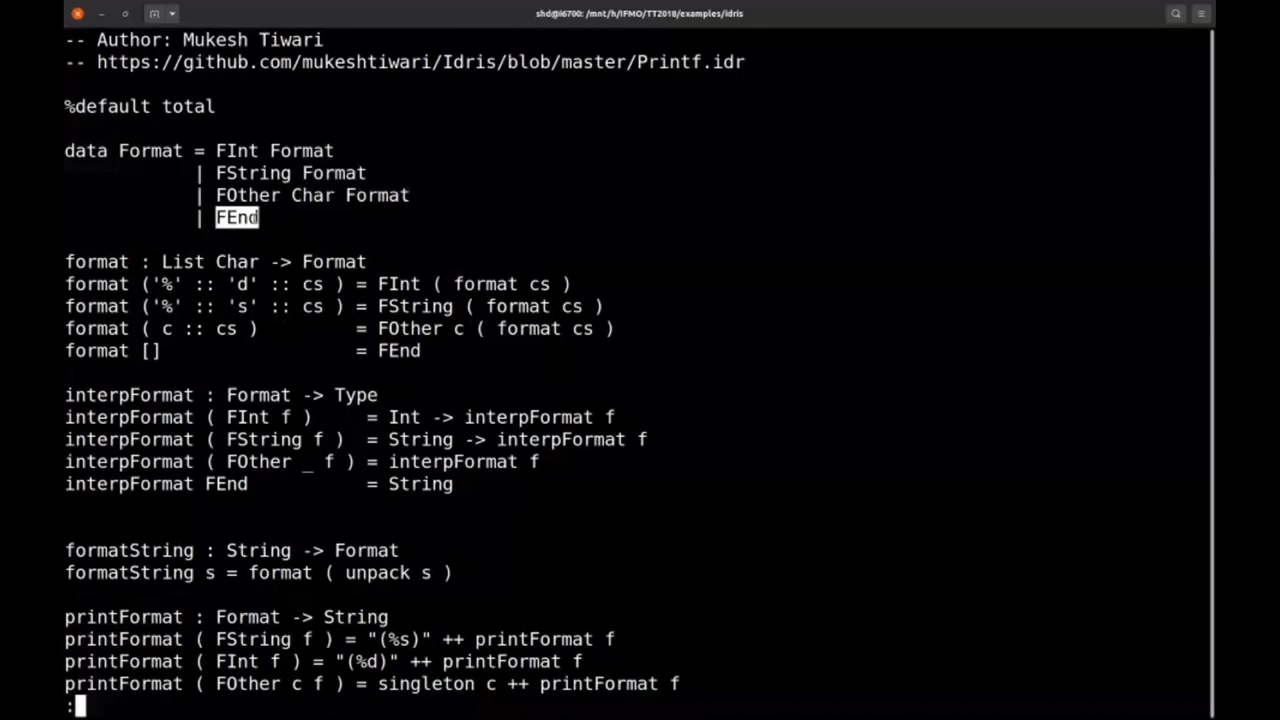 shd@i6700: /mnt/h/IFMO/TT2018/examples/idris
-- Author: Mukesh Tiwari
-- https://github.com/mukeshtiwari/Idris/blob/master/Printf.idr
%default total
data Format = FInt Format
| FString Format
| FOther Char Format
| FEnd
format : List Char -> Format
format ('%' :: 'd' :: cs ) = FInt ( format cs )
format ('%' :: 's' :: cs ) = FString ( format cs )
format ( c :: cs ) = FOther c ( format cs )
format [] = FEnd
interpFormat : Format -> Type
interpFormat ( FInt f ) = Int -> interpFormat f
interpFormat ( FString f ) = String -> interpFormat f
interpFormat ( FOther _ f ) = interpFormat f
interpFormat FEnd = String
formatString : String -> Format
formatString s = format ( unpack s )
printFormat : Format -> String
printFormat ( FString f ) = "(%s)" ++ printFormat f
printFormat ( FInt f ) = "(%d)" ++ printFormat f
printFormat ( FOther c f ) = singleton c ++ printFormat f
: